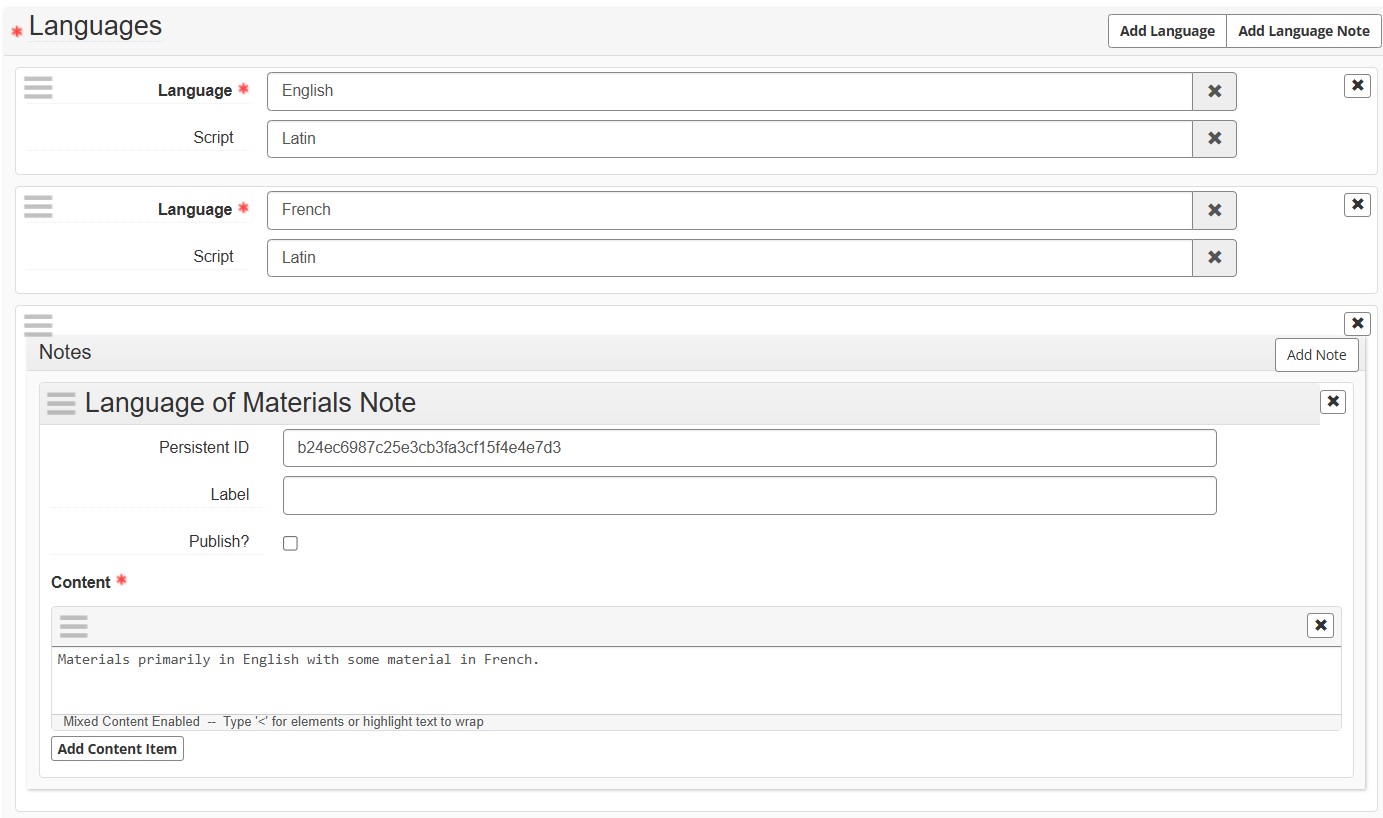 * Languages Add Language Add Language Note
Language * English
Script Latin
Language * French
Script Latin
Notes Add Note
Language of Materials Note
Persistent ID b24ec6987c25e3cb3fa3cf15f4e4e7d3
Label
Publish?
Content *
Materials primarily in English with some material in French.
Mixed Content Enabled -- Type '<' for elements or highlight text to wrap
Add Content Item